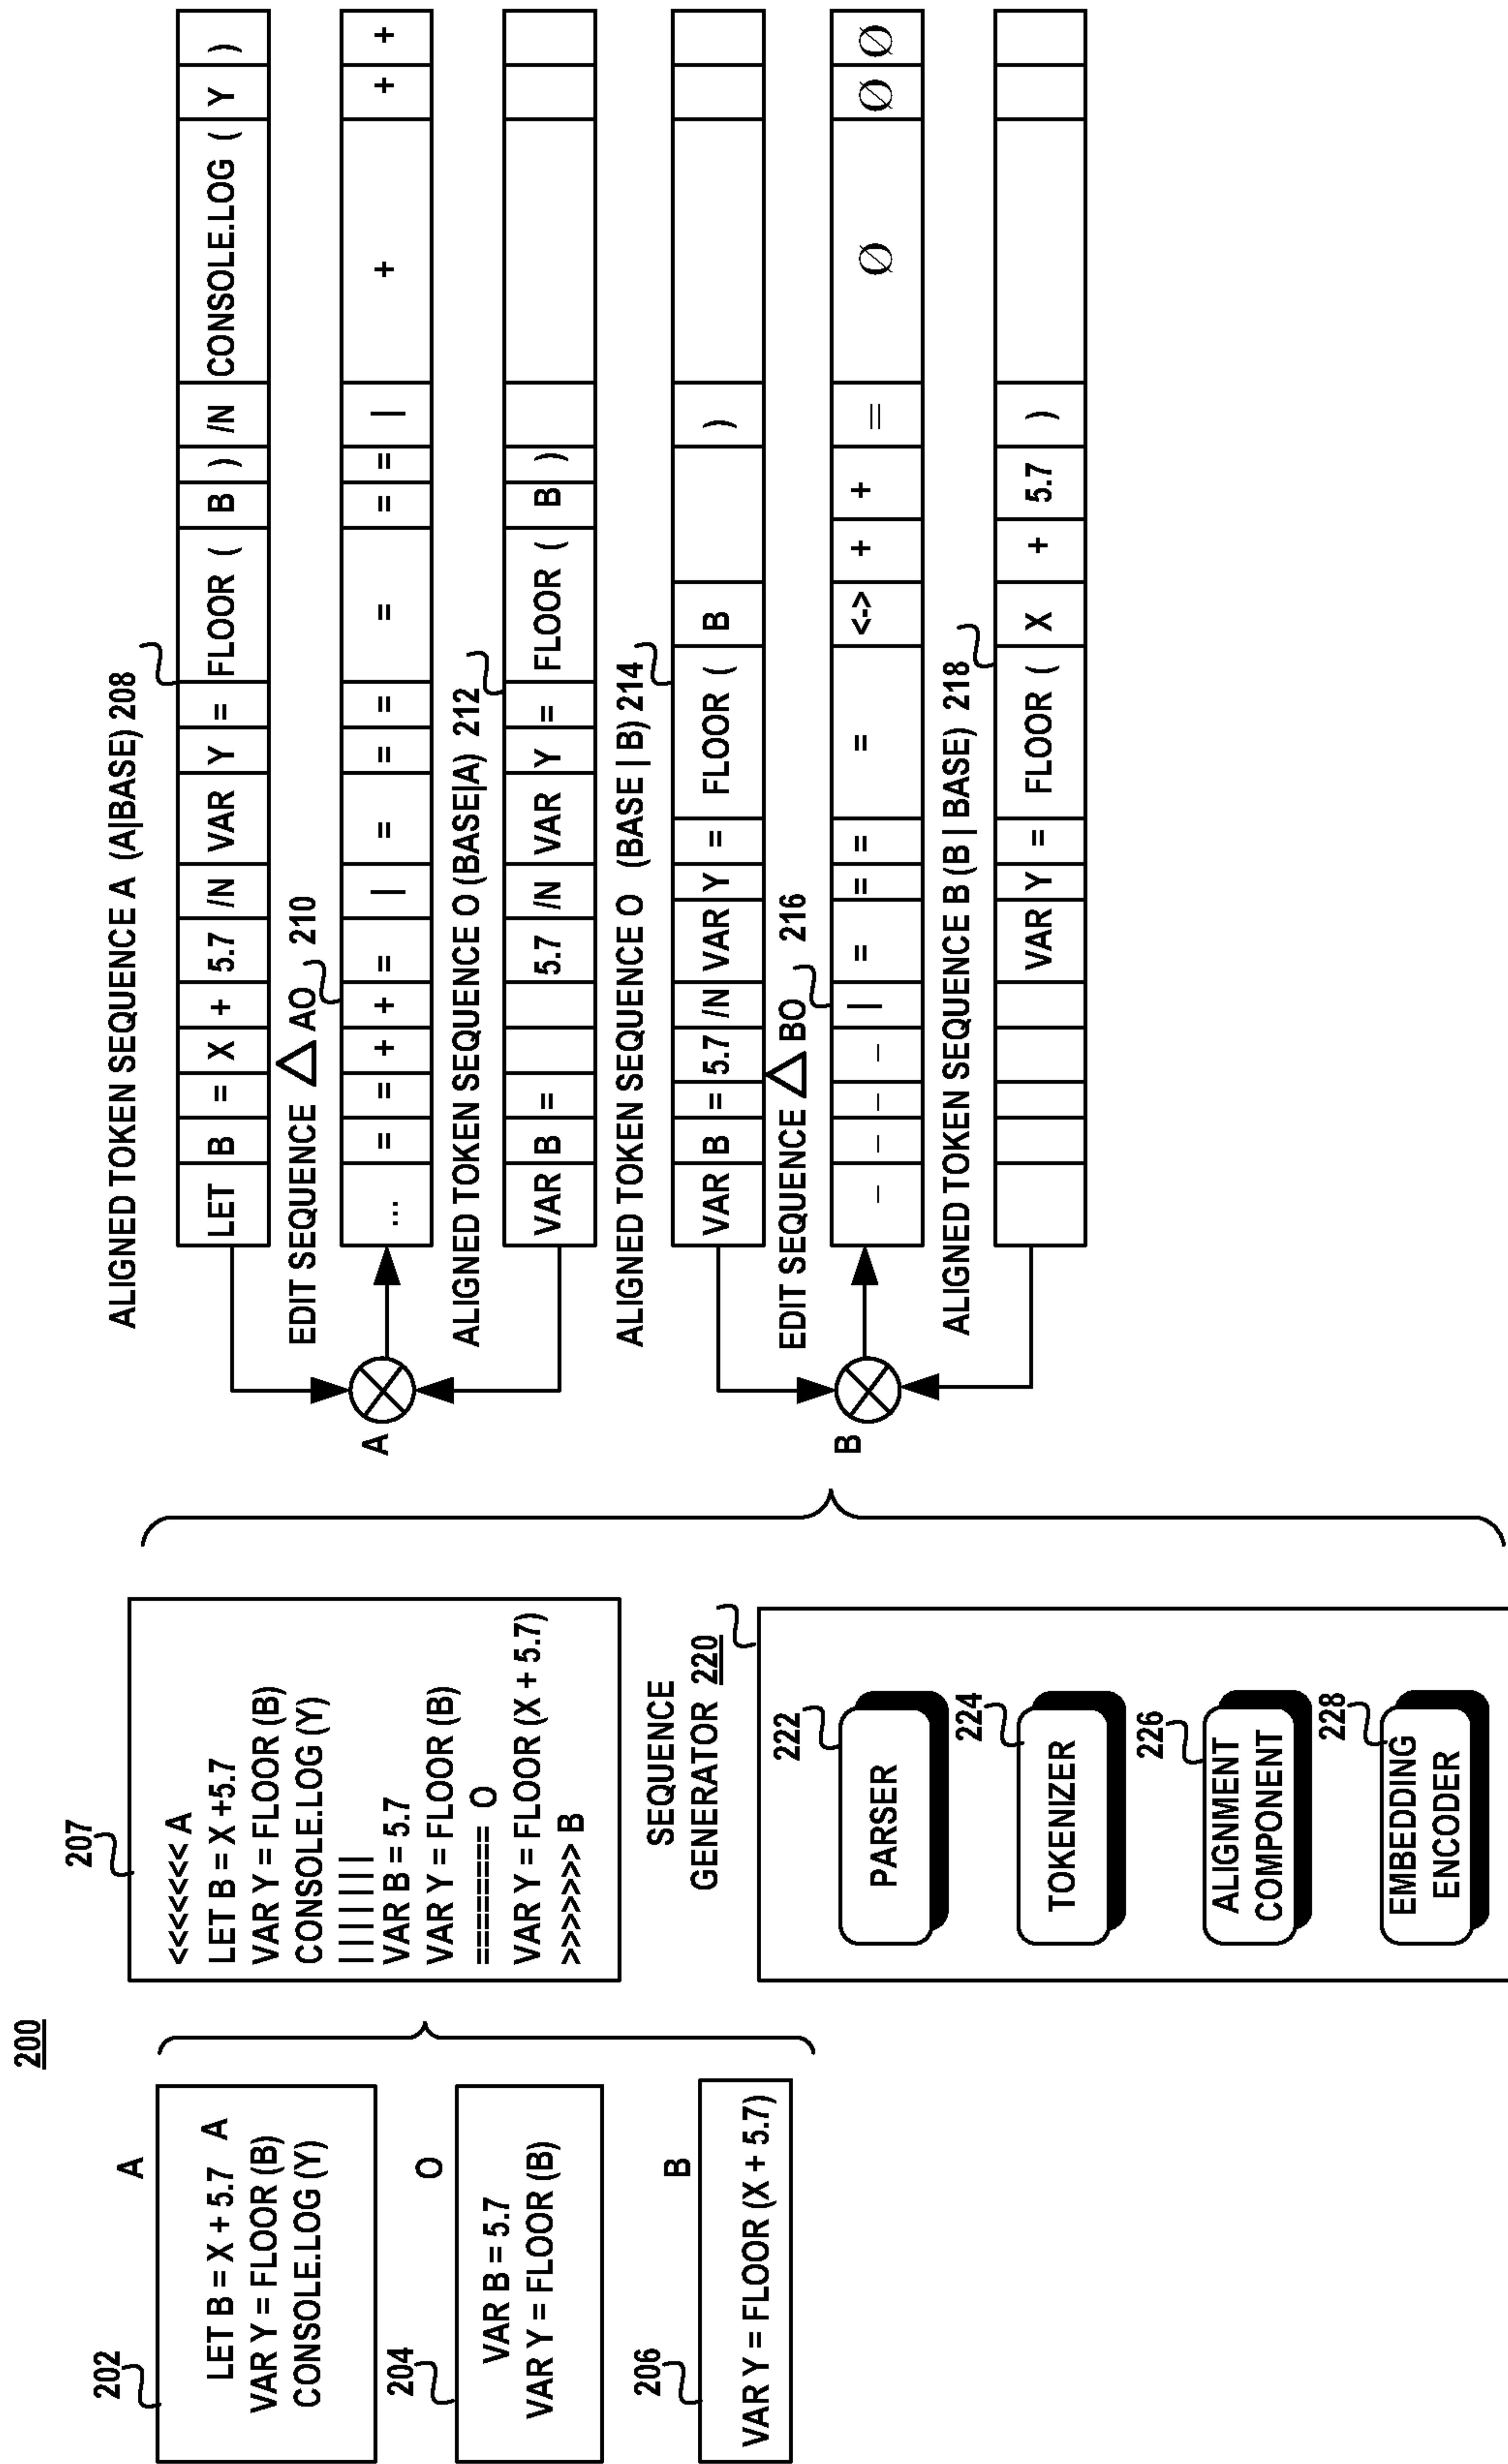 200
202
A
LET B = X + 5.7 A
VAR Y = FLOOR (B)
CONSOLE.LOG (Y)
204
O
VAR B = 5.7
VAR Y = FLOOR (B)
206
B
VAR Y = FLOOR (X + 5.7)
207
<<<<<<< A
LET B = X +5.7
VAR Y = FLOOR (B)
CONSOLE.LOG (Y)
| | | | | | |
VAR B = 5.7
VAR Y = FLOOR (B)
======== O
VAR Y = FLOOR (X + 5.7)
>>>>>>> B
SEQUENCE
GENERATOR 220
222
PARSER
224
TOKENIZER
226
ALIGNMENT
COMPONENT
228
EMBEDDING
ENCODER
ALIGNED TOKEN SEQUENCE A (A|BASE) 208
LET B = X + 5.7 /N VAR Y = FLOOR ( B ) /N CONSOLE.LOG ( Y )
EDIT SEQUENCE △ AO 210
A
... = = + + = | = = = = = = | + + +
ALIGNED TOKEN SEQUENCE O (BASE|A) 212
VAR B = 5.7 /N VAR Y = FLOOR ( B )
ALIGNED TOKEN SEQUENCE O (BASE | B) 214
VAR B = 5.7 /N VAR Y = FLOOR ( B )
EDIT SEQUENCE △ BO 216
B
– – – – | = = = = <-> + + = Ø Ø Ø
ALIGNED TOKEN SEQUENCE B (B | BASE) 218
VAR Y = FLOOR ( X + 5.7 )